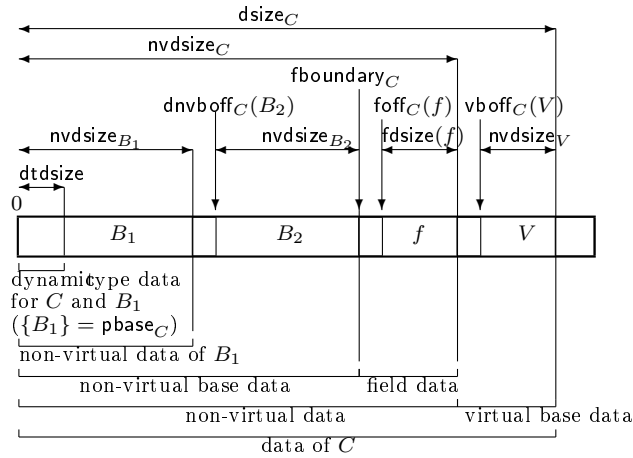 dsize_C
nvdsize_C
fboundary_C
dnvboff_C(B_2) foff_C(f) vboff_C(V)
nvdsize_{B_1} nvdsize_{B_2} fdsize(f) nvdsize_V
dtdsize
0
B_1 B_2 f V
dynamic type data
for C and B_1
({B_1} = pbase_C)
non-virtual data of B_1
non-virtual base data field data
non-virtual data virtual base data
data of C